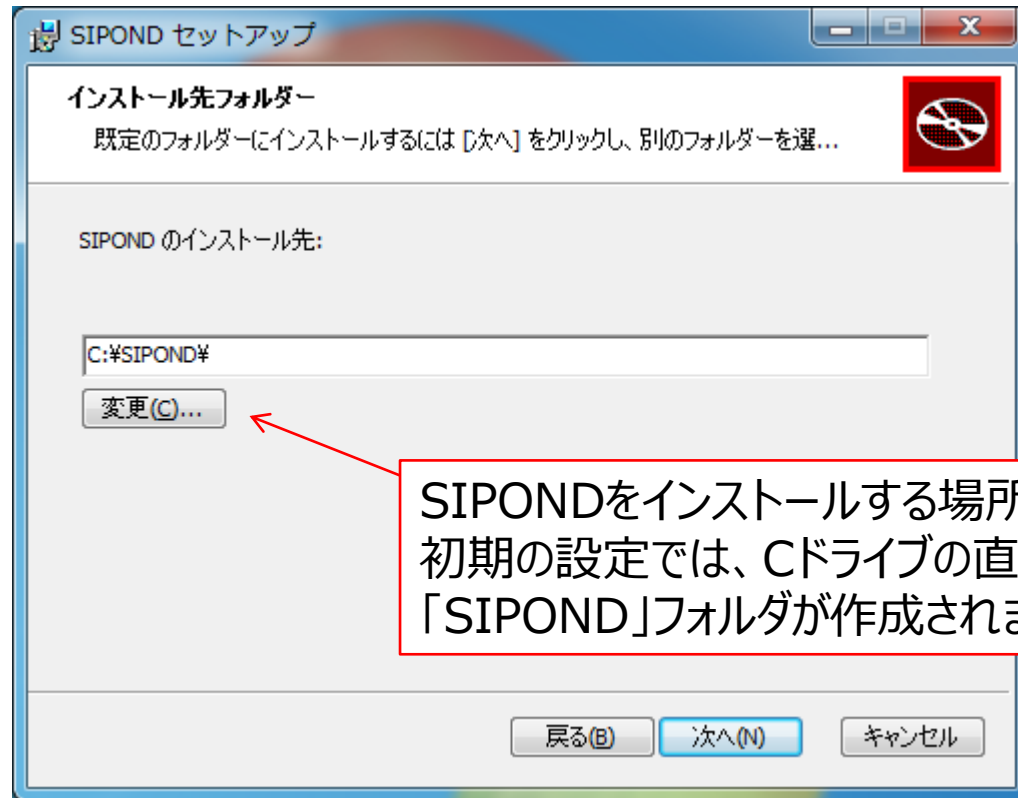 SIPOND セットアップ
インストール先フォルダー
既定のフォルダーにインストールするには [次へ] をクリックし、別のフォルダーを選...
SIPOND のインストール先:
C:¥SIPOND¥
変更(C)...
SIPONDをインストールする場所
初期の設定では、Cドライブの直
「SIPOND」フォルダが作成されま
戻る(B)
次へ(N)
キャンセル